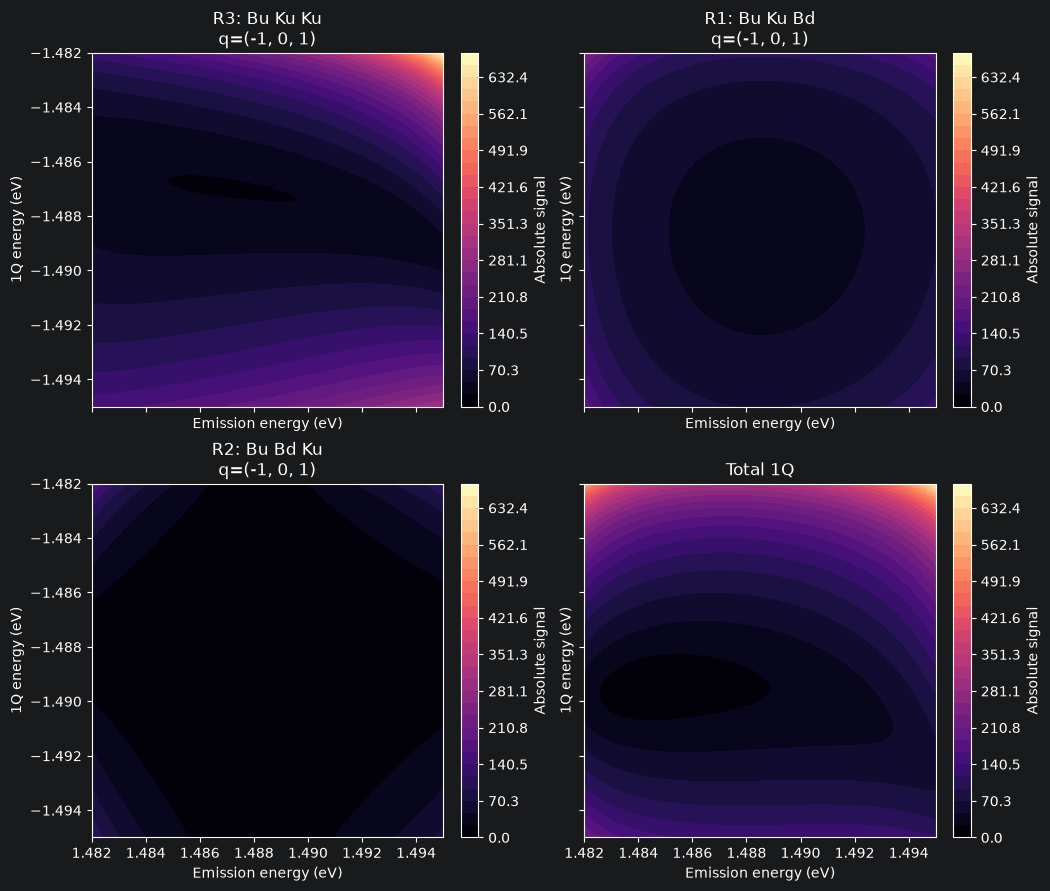 R3: Bu Ku Ku
q=(-1, 0, 1)
−1.482
−1.484
−1.486
−1.488
−1.490
−1.492
−1.494
1Q energy (eV)
Emission energy (eV)
632.4
562.1
491.9
421.6
351.3
281.1
210.8
140.5
70.3
0.0
Absolute signal
R1: Bu Ku Bd
q=(-1, 0, 1)
1Q energy (eV)
Emission energy (eV)
632.4
562.1
491.9
421.6
351.3
281.1
210.8
140.5
70.3
0.0
Absolute signal
R2: Bu Bd Ku
q=(-1, 0, 1)
−1.482
−1.484
−1.486
−1.488
−1.490
−1.492
−1.494
1Q energy (eV)
1.482 1.484 1.486 1.488 1.490 1.492 1.494
Emission energy (eV)
632.4
562.1
491.9
421.6
351.3
281.1
210.8
140.5
70.3
0.0
Absolute signal
Total 1Q
1Q energy (eV)
1.482 1.484 1.486 1.488 1.490 1.492 1.494
Emission energy (eV)
632.4
562.1
491.9
421.6
351.3
281.1
210.8
140.5
70.3
0.0
Absolute signal